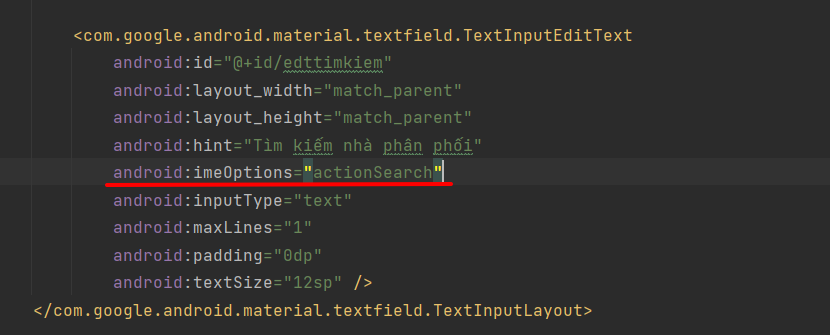 <com.google.android.material.textfield.TextInputEditText
android:id="@+id/edttimkiem"
android:layout_width="match_parent"
android:layout_height="match_parent"
android:hint="Tìm kiếm nhà phân phối"
android:imeOptions="actionSearch"
android:inputType="text"
android:maxLines="1"
android:padding="0dp"
android:textSize="12sp" />
</com.google.android.material.textfield.TextInputLayout>